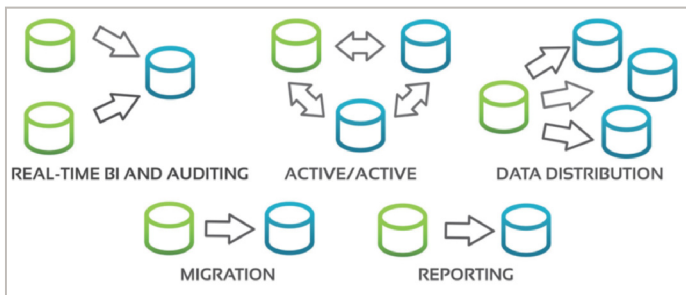 REAL-TIME BI AND AUDITING
ACTIVE/ACTIVE
DATA DISTRIBUTION
MIGRATION
REPORTING